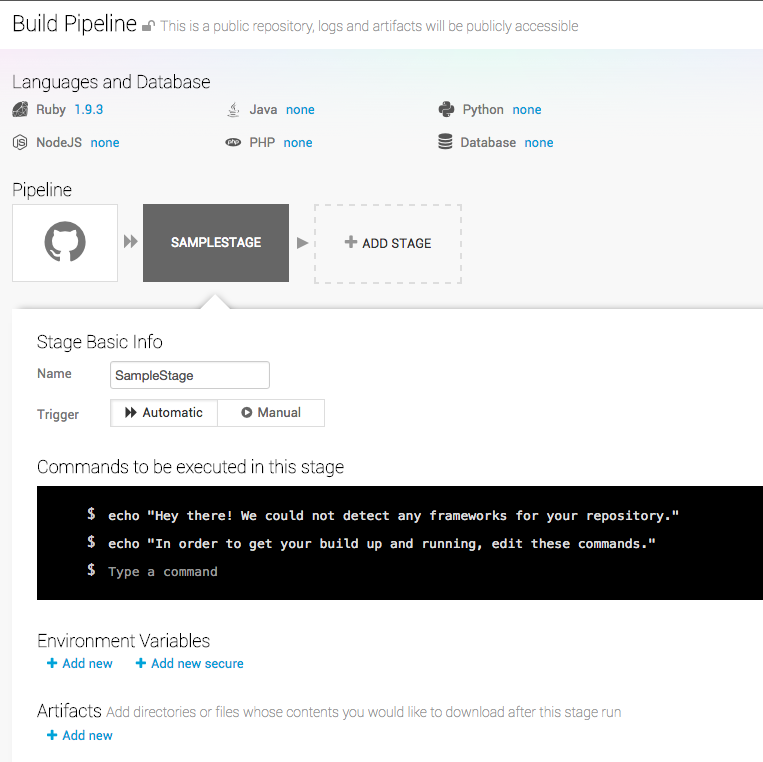 Build Pipeline This is a public repository, logs and artifacts will be publicly accessible
Languages and Database
Ruby 1.9.3 Java none Python none
NodeJS none PHP none Database none
Pipeline
SAMPLESTAGE + ADD STAGE
Stage Basic Info
Name SampleStage
Trigger Automatic Manual
Commands to be executed in this stage
$ echo "Hey there! We could not detect any frameworks for your repository."
$ echo "In order to get your build up and running, edit these commands."
$ Type a command
Environment Variables
+ Add new + Add new secure
Artifacts Add directories or files whose contents you would like to download after this stage run
+ Add new